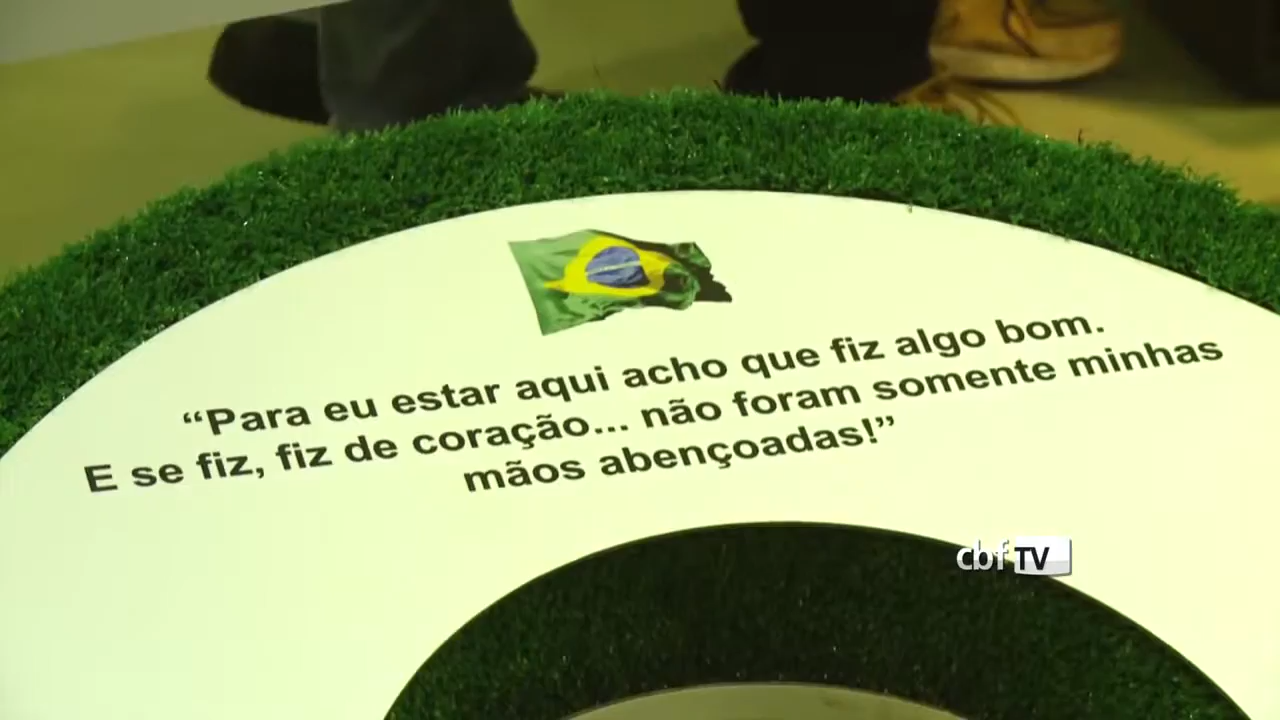 “Para eu estar aqui acho que fiz algo bom.
E se fiz, fiz de coração... não foram somente minhas
mãos abençoadas!”
cbf TV